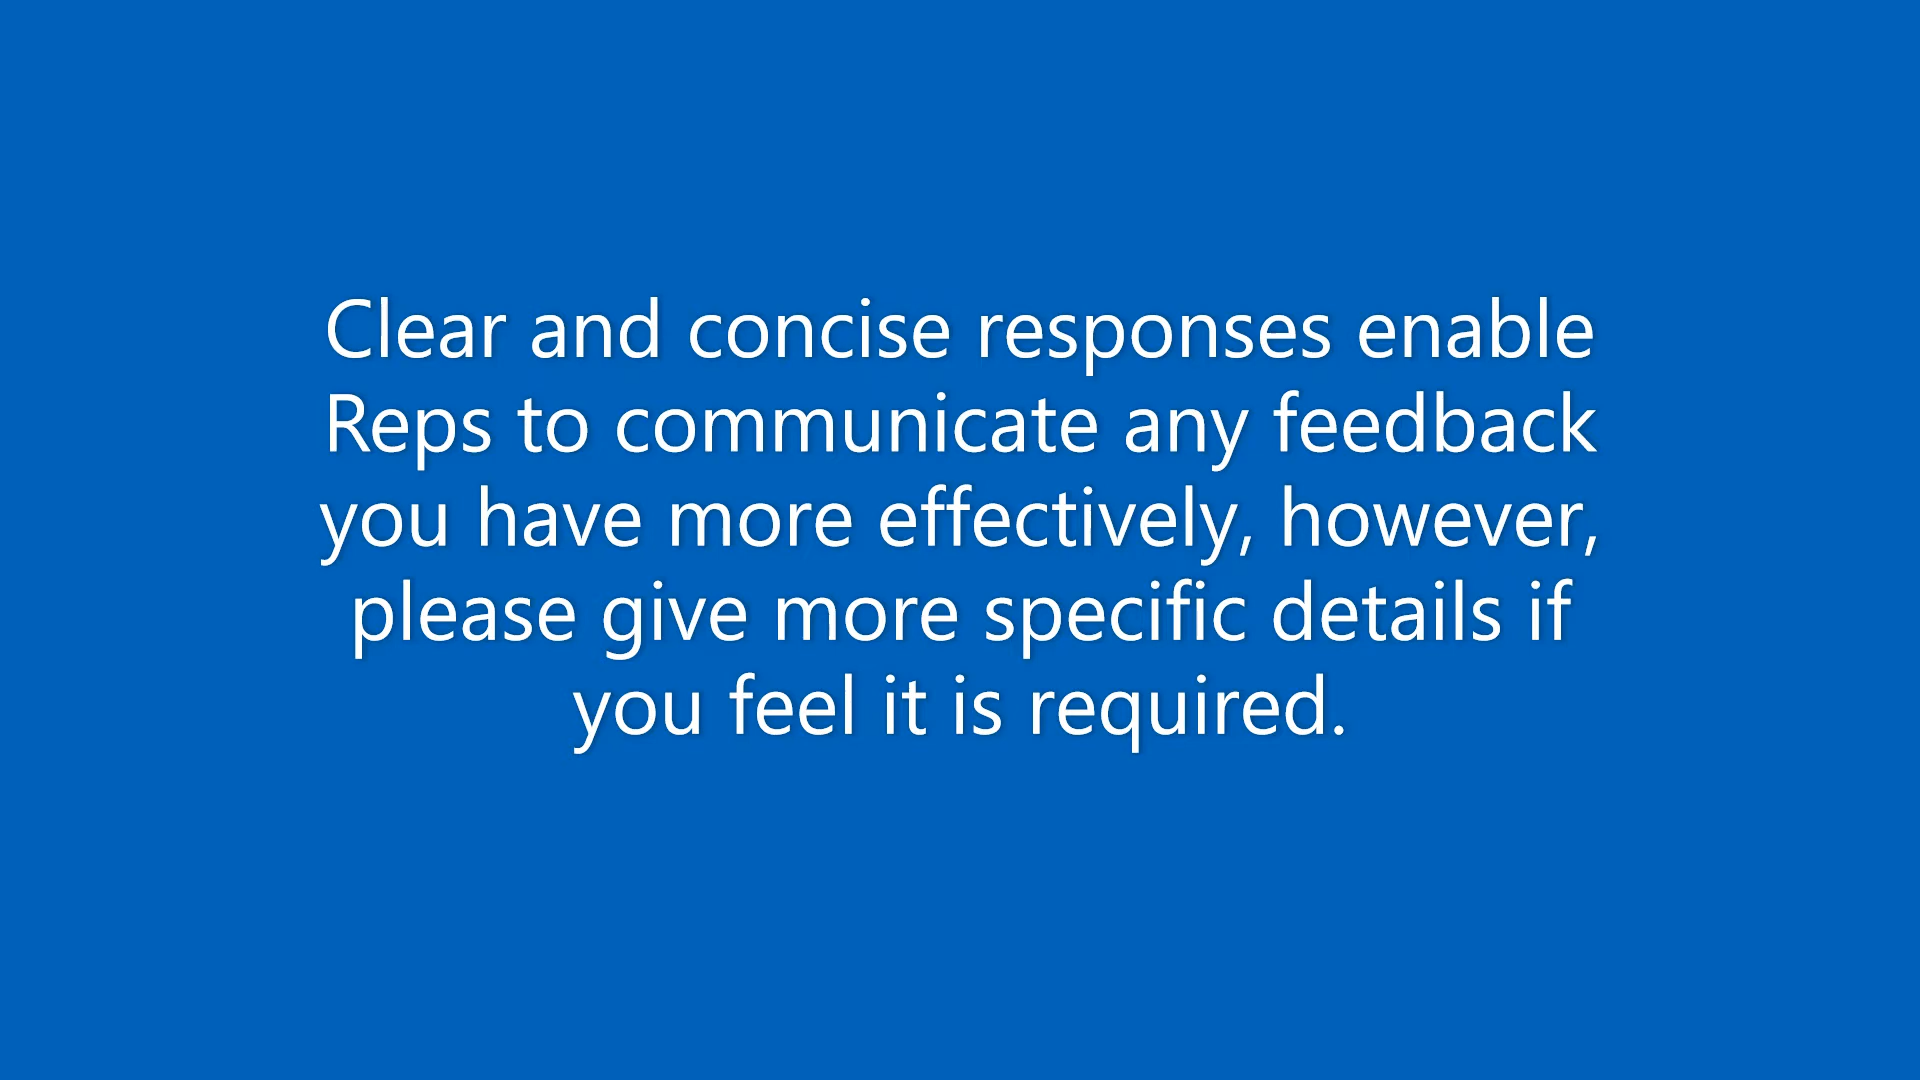 Clear and concise responses enable
Reps to communicate any feedback
you have more effectively, however,
please give more specific details if
you feel it is required.